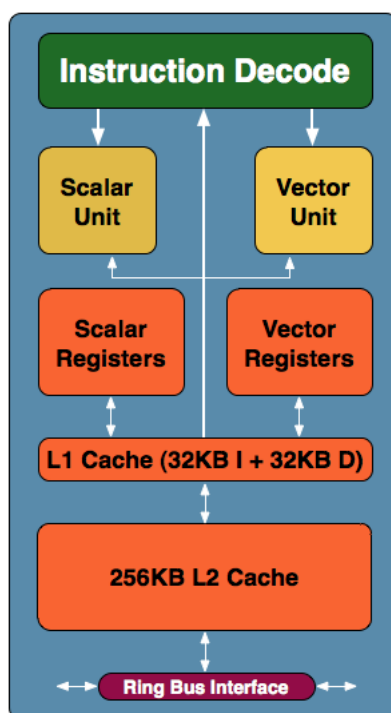 Instruction Decode
Scalar
Unit
Vector
Unit
Scalar
Registers
Vector
Registers
L1 Cache (32KB I + 32KB D)
256KB L2 Cache
Ring Bus Interface